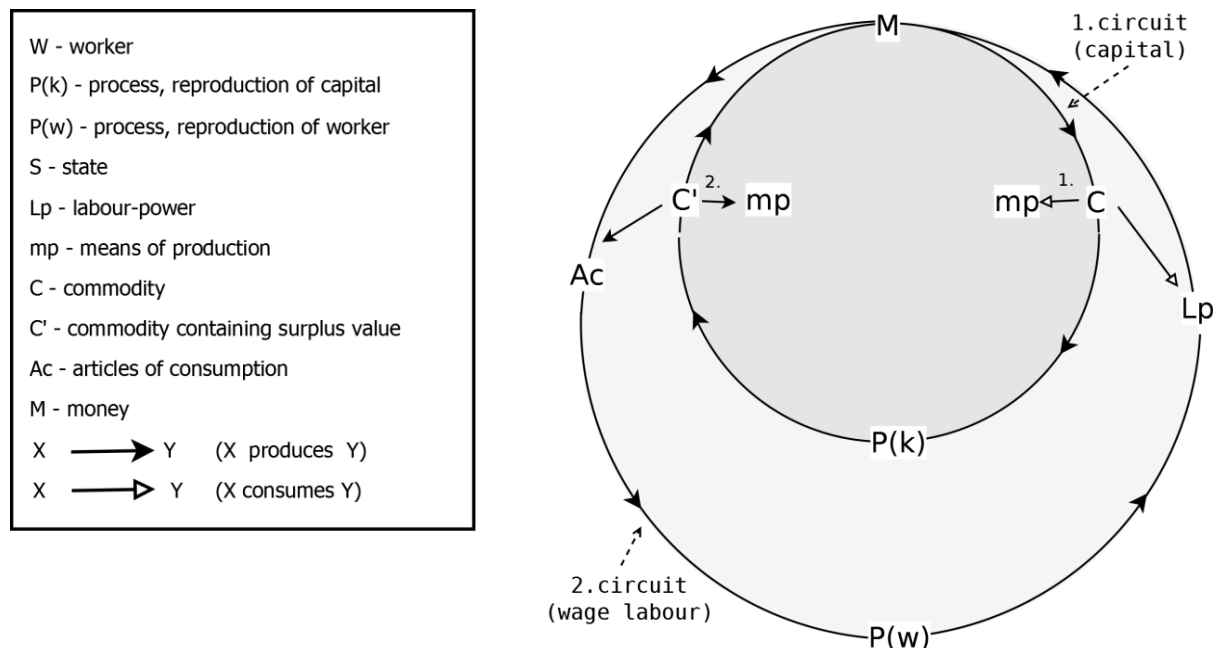 W - worker
P(k) - process, reproduction of capital
P(w) - process, reproduction of worker
S - state
Lp - labour-power
mp - means of production
C - commodity
C' - commodity containing surplus value
Ac - articles of consumption
M - money
X Y (X produces Y)
X Y (X consumes Y)
M
1.circuit
(capital)
C' 2. mp
mp 1. C
Ac
Lp
P(k)
2.circuit
(wage labour)
P(w)